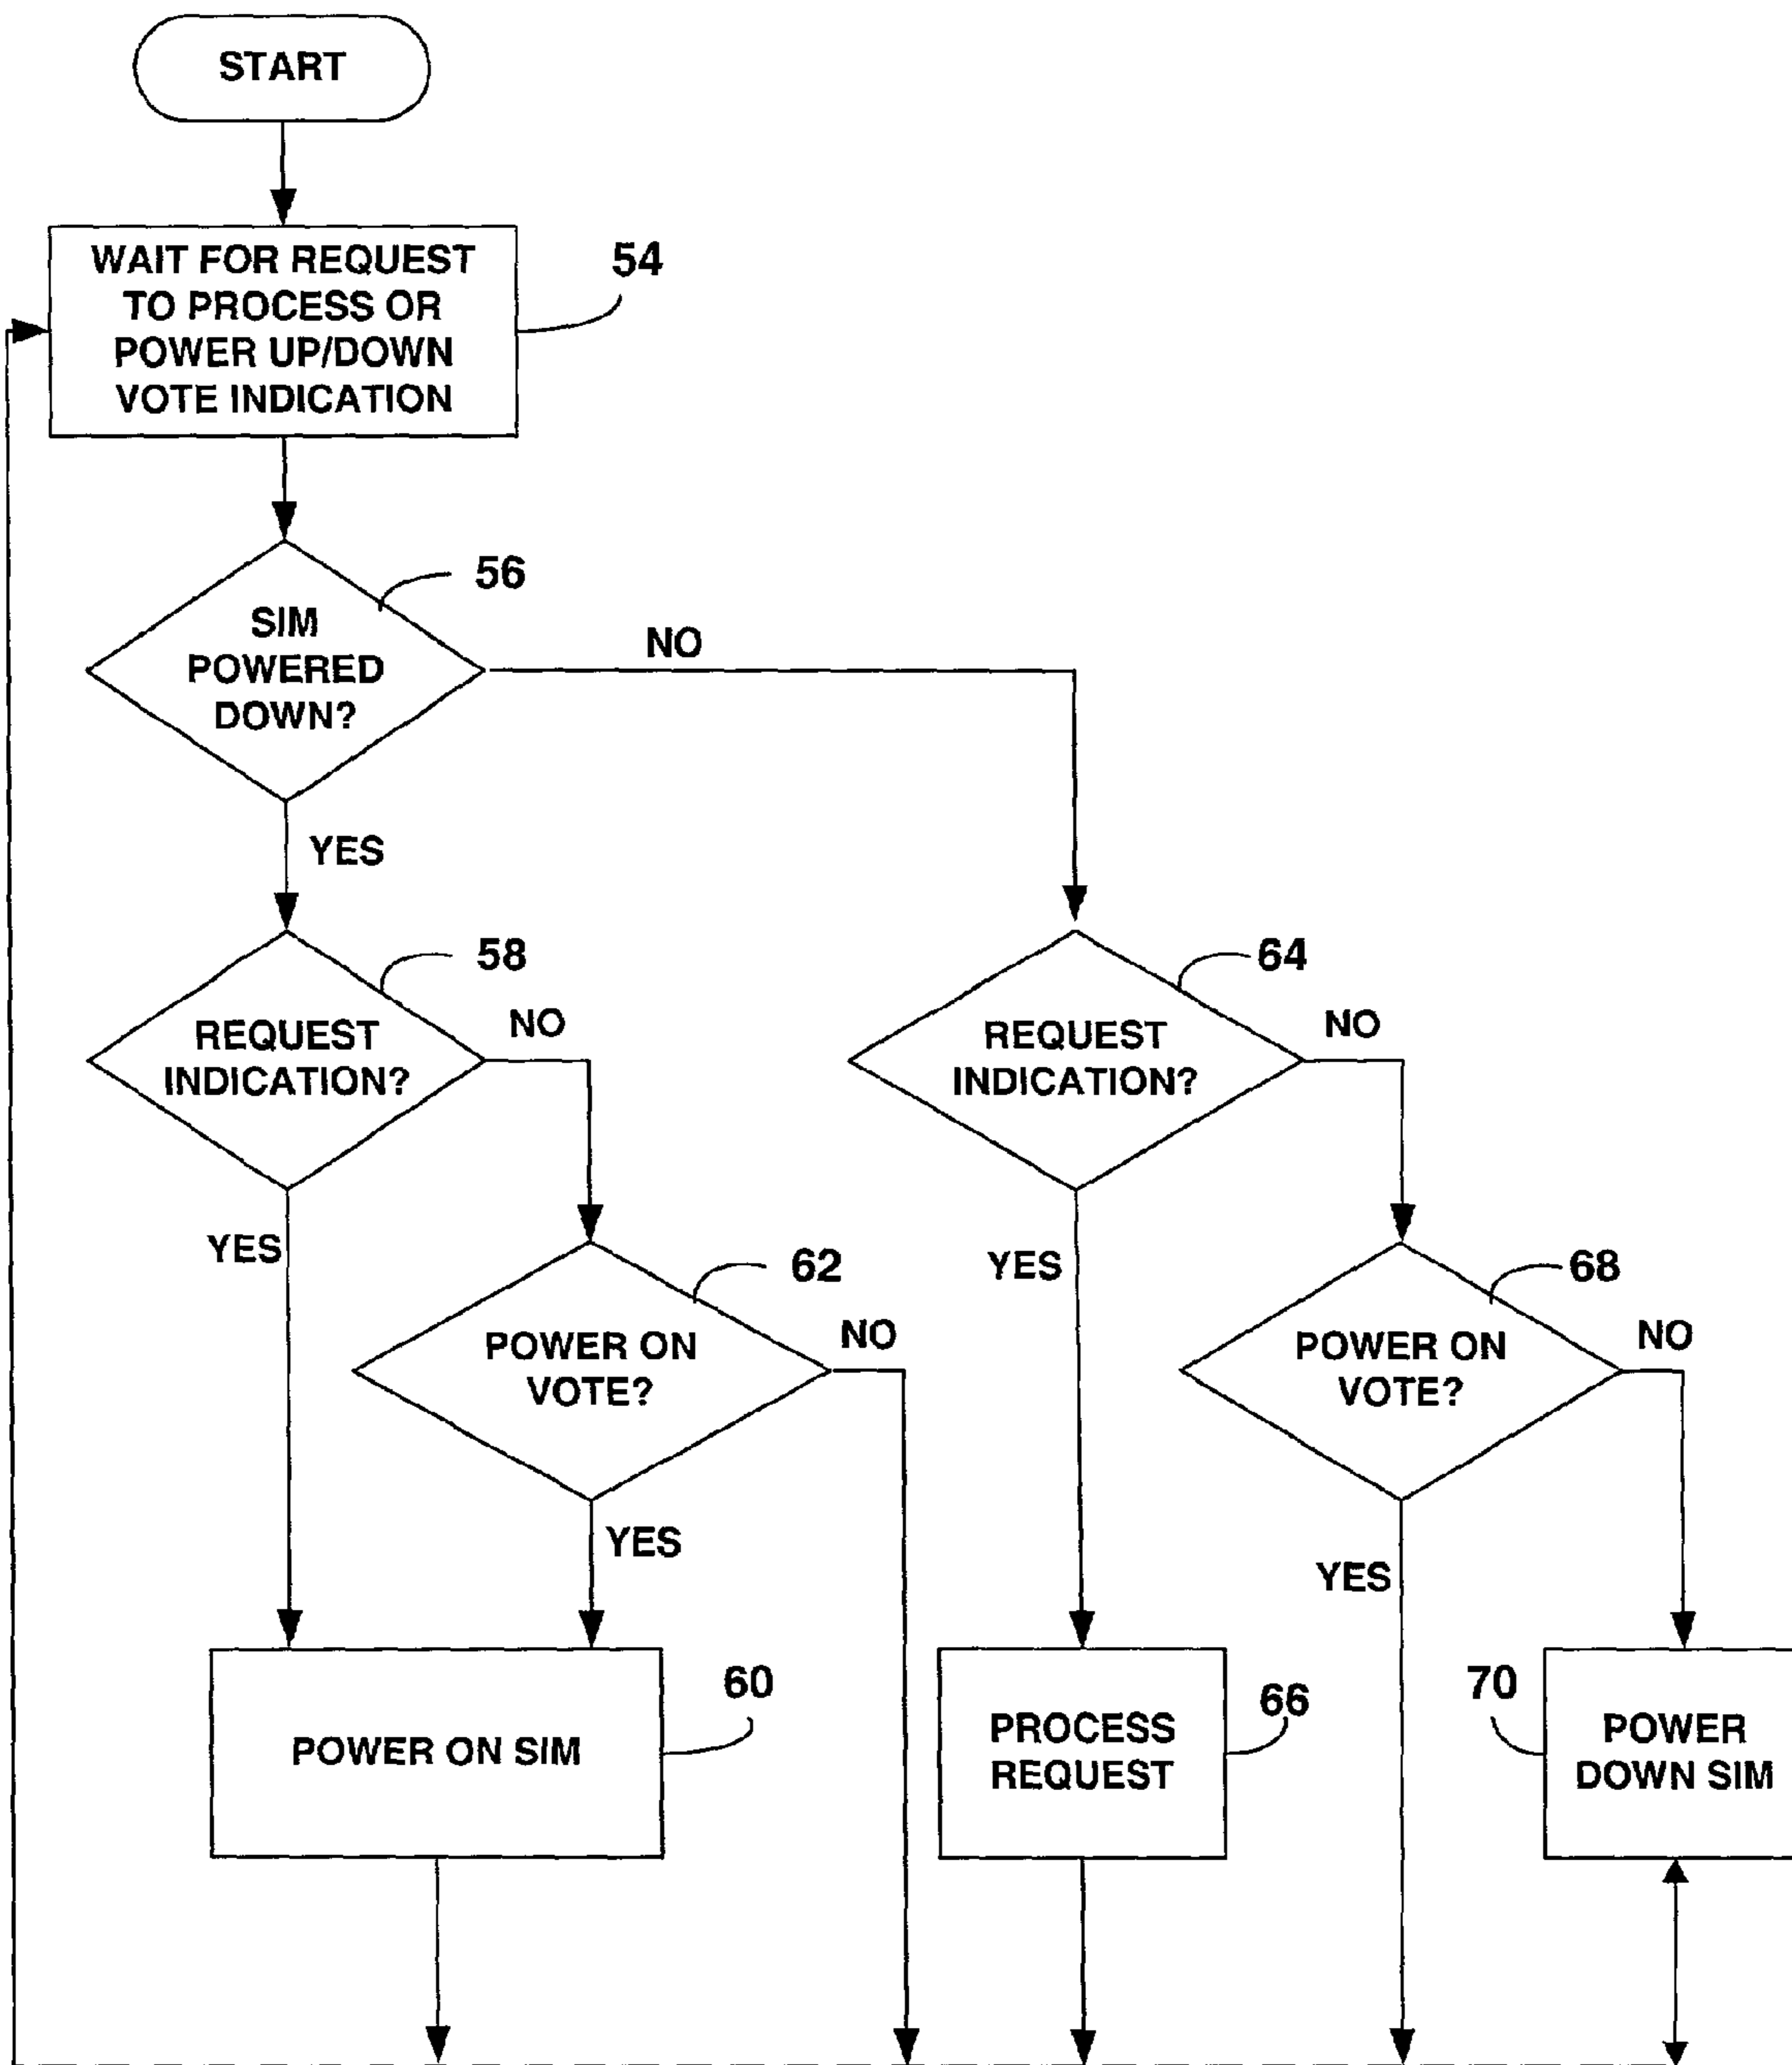 START
WAIT FOR REQUEST
TO PROCESS OR
POWER UP/DOWN
VOTE INDICATION
54
SIM
POWERED
DOWN?
56
NO
YES
REQUEST
INDICATION?
58
NO
YES
REQUEST
INDICATION?
64
NO
YES
POWER ON
VOTE?
62
NO
YES
POWER ON
VOTE?
68
NO
YES
POWER ON SIM
60
PROCESS
REQUEST
66
POWER
DOWN SIM
70